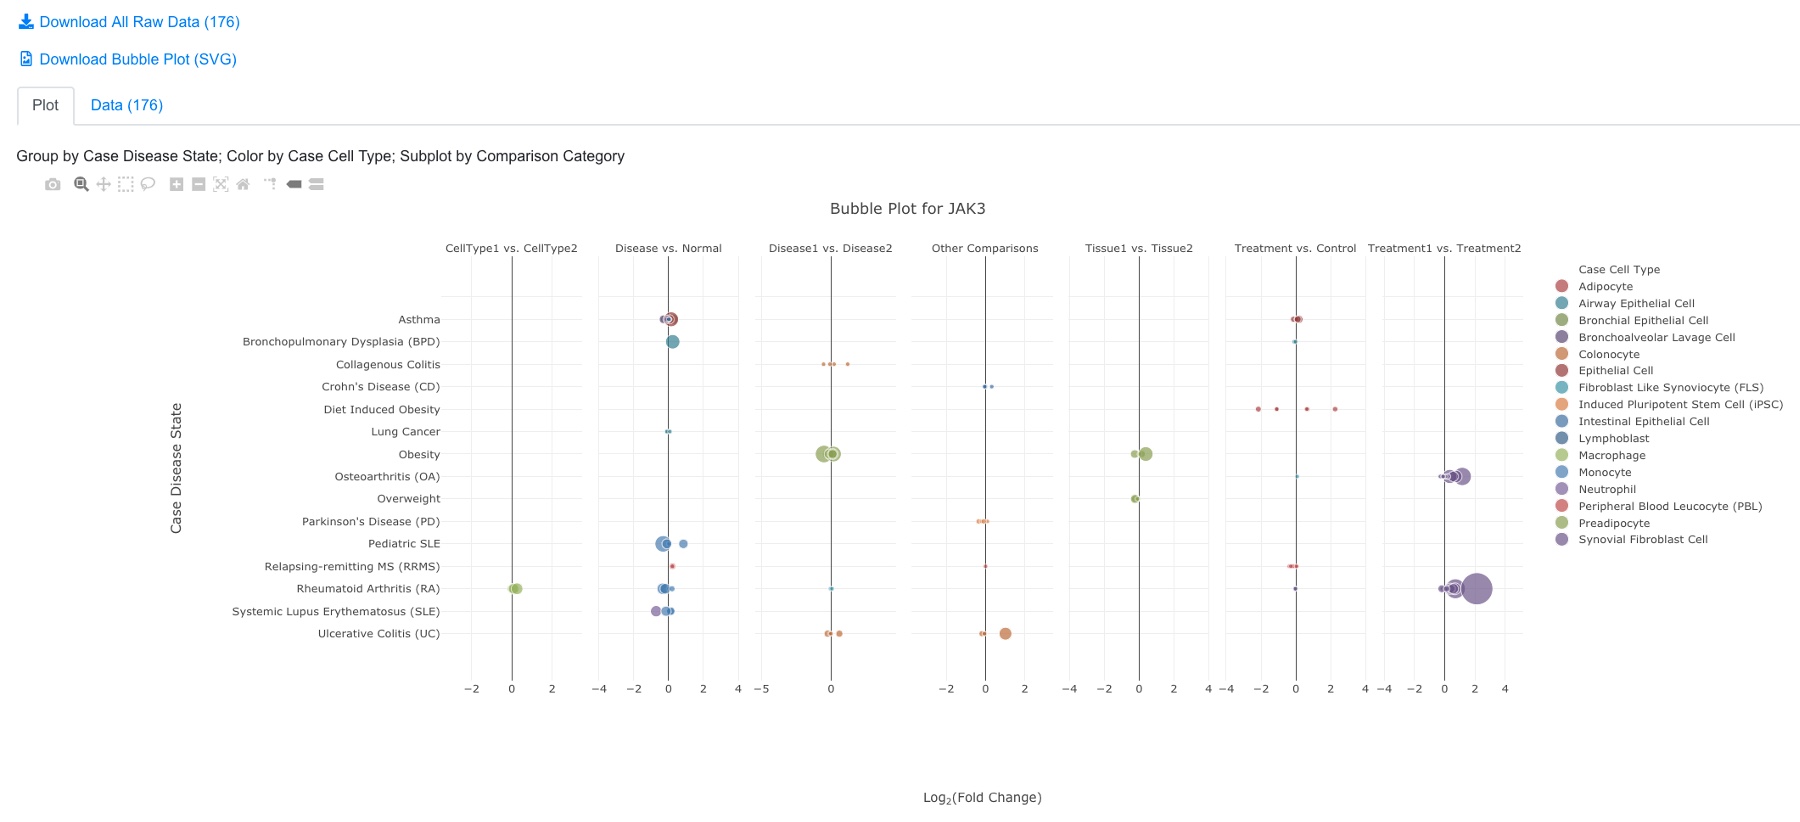 Download All Raw Data (176)
Download Bubble Plot (SVG)
Plot
Data (176)
Group by Case Disease State; Color by Case Cell Type; Subplot by Comparison Category
Bubble Plot for JAK3
CellType1 vs. CellType2
Disease vs. Normal
Disease1 vs. Disease2
Other Comparisons
Tissue1 vs. Tissue2
Treatment vs. Control
Treatment1 vs. Treatment2
Case Disease State
Asthma
Bronchopulmonary Dysplasia (BPD)
Collagenous Colitis
Crohn's Disease (CD)
Diet Induced Obesity
Lung Cancer
Obesity
Osteoarthritis (OA)
Overweight
Parkinson's Disease (PD)
Pediatric SLE
Relapsing-remitting MS (RRMS)
Rheumatoid Arthritis (RA)
Systemic Lupus Erythematosus (SLE)
Ulcerative Colitis (UC)
−2 0 2
−4 −2 0 2 4
−5 0
−2 0 2
−4 −2 0 2 4
−4 −2 0 2 4
−4 −2 0 2 4
Log2(Fold Change)
Case Cell Type
Adipocyte
Airway Epithelial Cell
Bronchial Epithelial Cell
Bronchoalveolar Lavage Cell
Colonocyte
Epithelial Cell
Fibroblast Like Synoviocyte (FLS)
Induced Pluripotent Stem Cell (iPSC)
Intestinal Epithelial Cell
Lymphoblast
Macrophage
Monocyte
Neutrophil
Peripheral Blood Leucocyte (PBL)
Preadipocyte
Synovial Fibroblast Cell